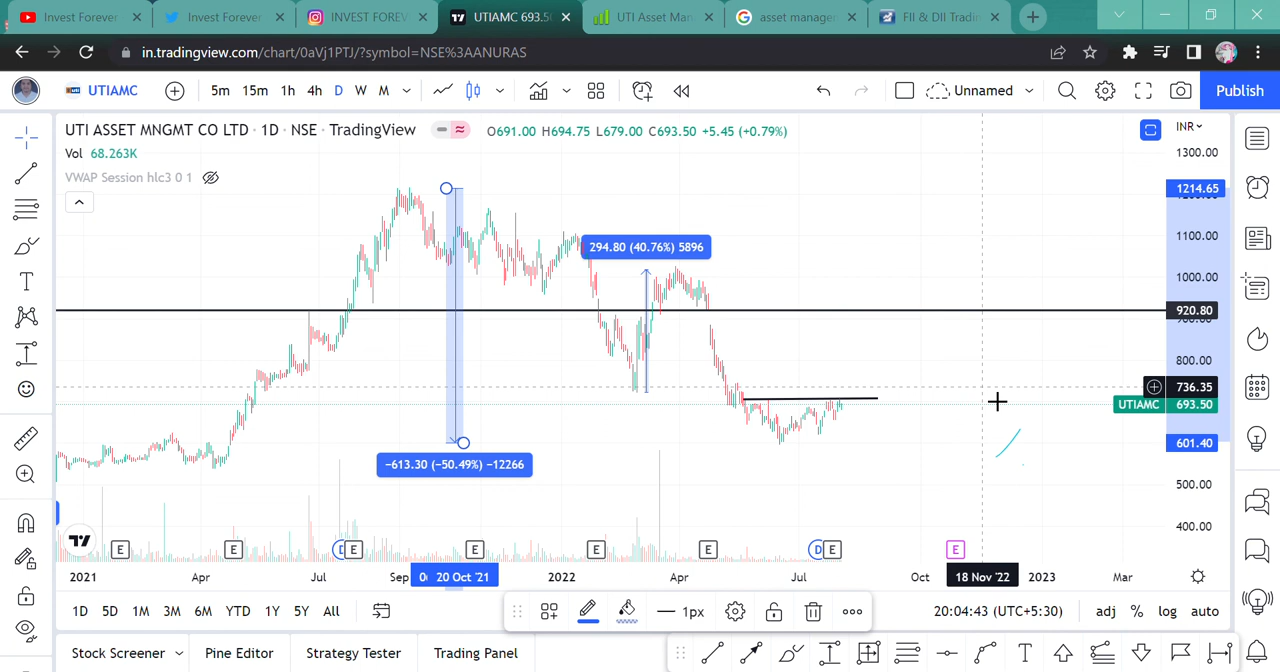 Invest Forever
Invest Forever
INVEST FOREV
UTIAMC 693.50
UTI Asset Man
asset manager
FII & DII Tradin
in.tradingview.com/chart/0aVj1PTJ/?symbol=NSE%3AANURAS
UTIAMC
5m
15m
1h
4h
D
W
M
Unnamed
Publish
UTI ASSET MNGMT CO LTD · 1D · NSE · TradingView
O691.00 H694.75 L679.00 C693.50 +5.45 (+0.79%)
INR
Vol 68.263K
VWAP Session hlc3 0 1
1300.00
1214.65
1100.00
1000.00
920.80
800.00
736.35
UTIAMC 693.50
601.40
500.00
400.00
294.80 (40.76%) 5896
−613.30 (−50.49%) −12266
E
E
D
E
E
E
E
D
E
E
2021
Apr
Jul
Sep
20 Oct '21
2022
Apr
Jul
Oct
18 Nov '22
2023
Mar
1D
5D
1M
3M
6M
YTD
1Y
5Y
All
1px
20:04:43 (UTC+5:30)
adj
%
log
auto
Stock Screener
Pine Editor
Strategy Tester
Trading Panel